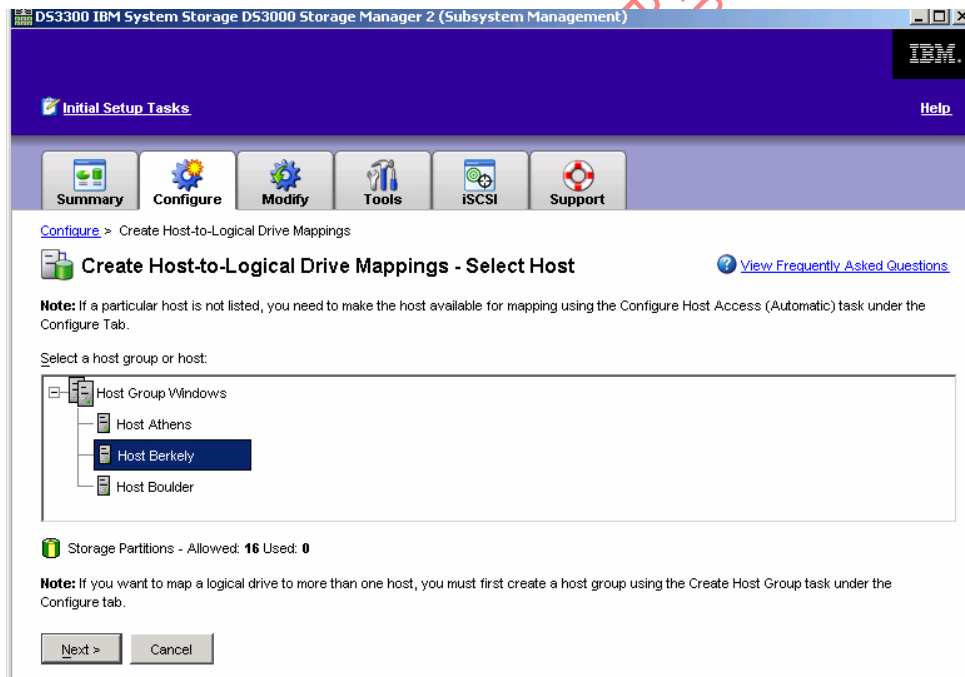 DS3300 IBM System Storage DS3000 Storage Manager 2 (Subsystem Management)
IBM.
Initial Setup Tasks
Help
Summary
Configure
Modify
Tools
iSCSI
Support
Configure > Create Host-to-Logical Drive Mappings
Create Host-to-Logical Drive Mappings - Select Host
View Frequently Asked Questions
Note: If a particular host is not listed, you need to make the host available for mapping using the Configure Host Access (Automatic) task under the
Configure Tab.
Select a host group or host:
Host Group Windows
Host Athens
Host Berkely
Host Boulder
Storage Partitions - Allowed: 16 Used: 0
Note: If you want to map a logical drive to more than one host, you must first create a host group using the Create Host Group task under the
Configure tab.
Next >
Cancel